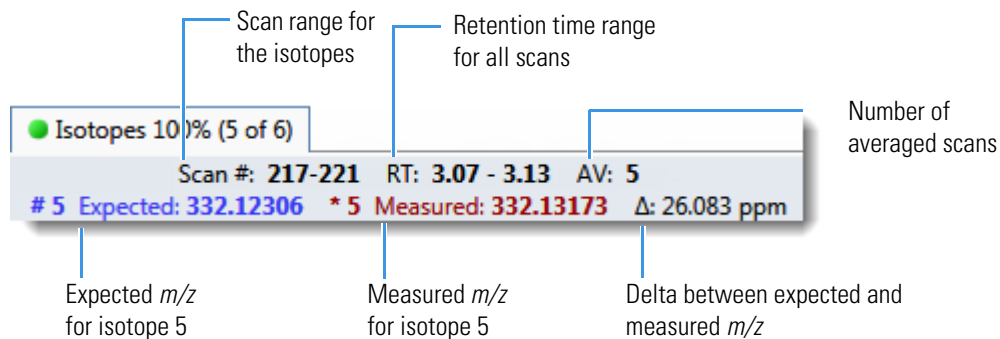 Scan range for
the isotopes
Retention time range
for all scans
Number of
averaged scans
Isotopes 100% (5 of 6)
Scan #: 217-221 RT: 3.07 - 3.13 AV: 5
# 5 Expected: 332.12306 * 5 Measured: 332.13173 Δ: 26.083 ppm
Expected m/z
for isotope 5
Measured m/z
for isotope 5
Delta between expected and
measured m/z